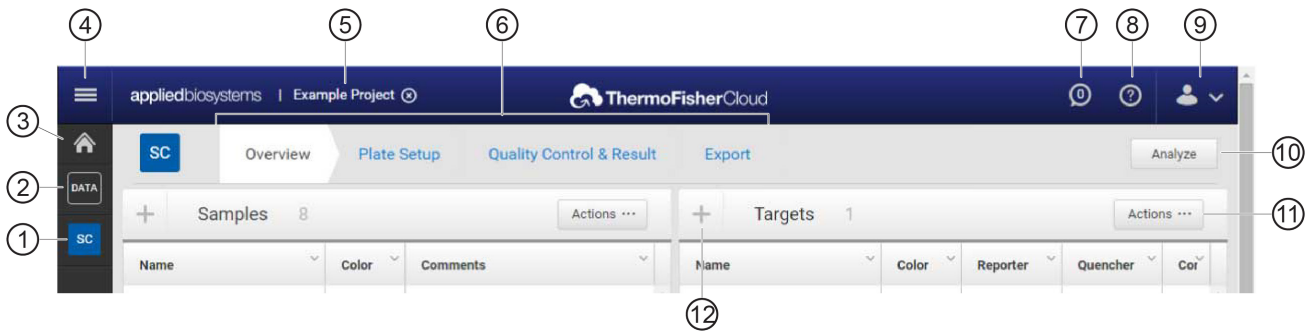 4 5 6 7 8 9
appliedbiosystems | Example Project ThermoFisherCloud 0 ?
3
SC Overview Plate Setup Quality Control & Result Export Analyze 10
2 DATA
+ Samples 8 Actions ... + Targets 1 Actions ... 11
1 SC
Name Color Comments Name Color Reporter Quencher Cor
12